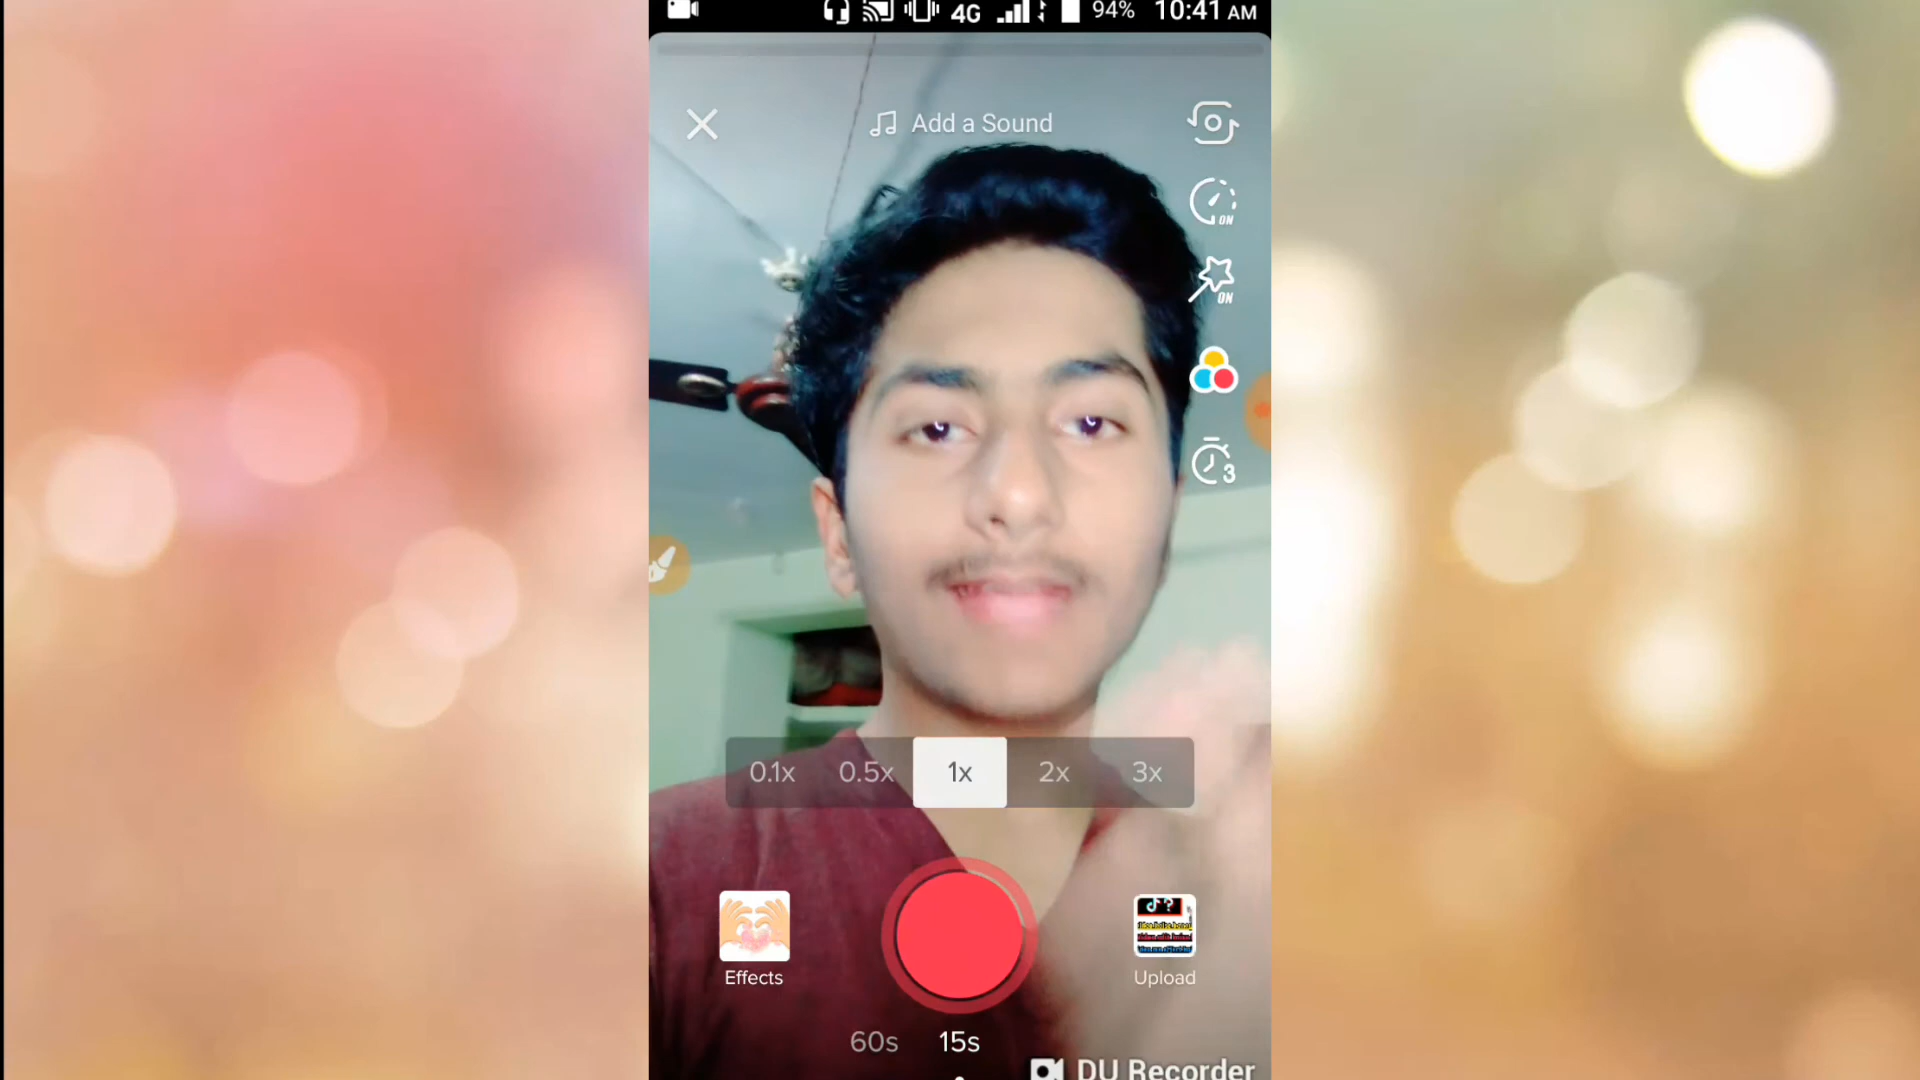 4G 94% 10:41 AM
Add a Sound
ON
ON
3
0.1x 0.5x 1x 2x 3x
Effects
Upload
60s 15s
DU Recorder